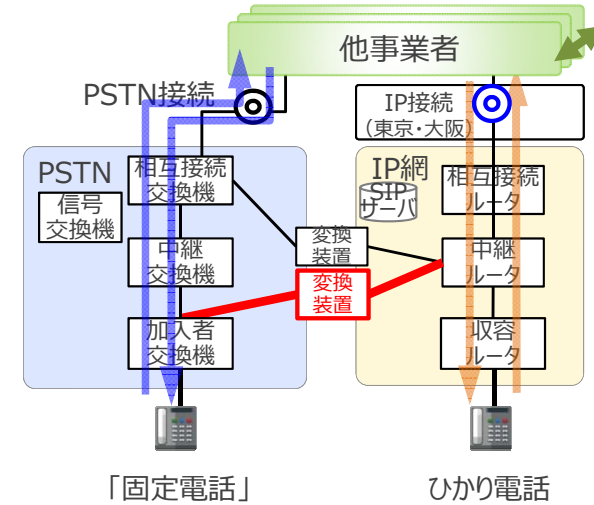 他事業者
PSTN接続
IP接続
（東京・大阪）
PSTN
相互接続
交換機
信号
交換機
中継
交換機
加入者
交換機
変換
装置
変換
装置
IP網
SIP
サーバ
相互接続
ルータ
中継
ルータ
収容
ルータ
「固定電話」
ひかり電話